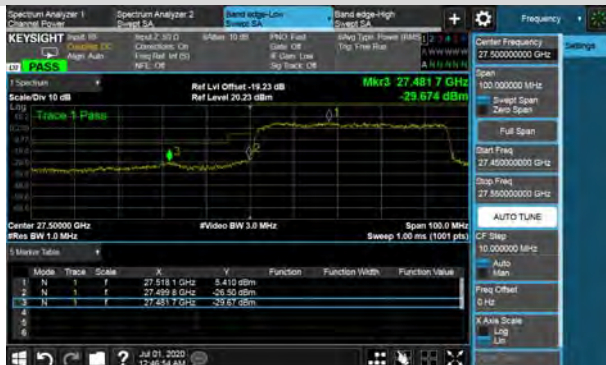 Spectrum Analyzer 1
Channel Power
Spectrum Analyzer 2
Swept SA
Band edge-Low
Swept SA
Band edge-High
Swept SA
+
Frequency
KEYSIGHT
Input: RF
Coupling: DC
Align: Auto
Input Z: 50 Ω
Corrections: On
Freq Ref: Int (S)
NFE: Off
#Atten: 10 dB
PNO: Fast
Gate: Off
IF Gain: Low
Sig Track: Off
#Avg Type: Power (RMS)
Trig: Free Run
PASS
1 Spectrum
Scale/Div 10 dB
Log
Ref Lvl Offset -19.23 dB
Ref Level 20.23 dBm
Mkr3 27.481 7 GHz
-29.674 dBm
Trace 1 Pass
Center 27.50000 GHz
#Res BW 1.0 MHz
#Video BW 3.0 MHz
Span 100.0 MHz
Sweep 1.00 ms (1001 pts)
5 Marker Table
Mode Trace Scale X Y Function Function Width Function Value
1 N 1 f 27.518 1 GHz 5.410 dBm
2 N 1 f 27.499 8 GHz -26.50 dBm
3 N 1 f 27.481 7 GHz -29.67 dBm
4
5
6
Jul 01, 2020
12:46:54 AM
Center Frequency
27.500000000 GHz
Settings
Span
100.000000 MHz
Swept Span
Zero Span
Full Span
Start Freq
27.450000000 GHz
Stop Freq
27.550000000 GHz
AUTO TUNE
CF Step
10.000000 MHz
Auto
Man
Freq Offset
0 Hz
X Axis Scale
Log
Lin